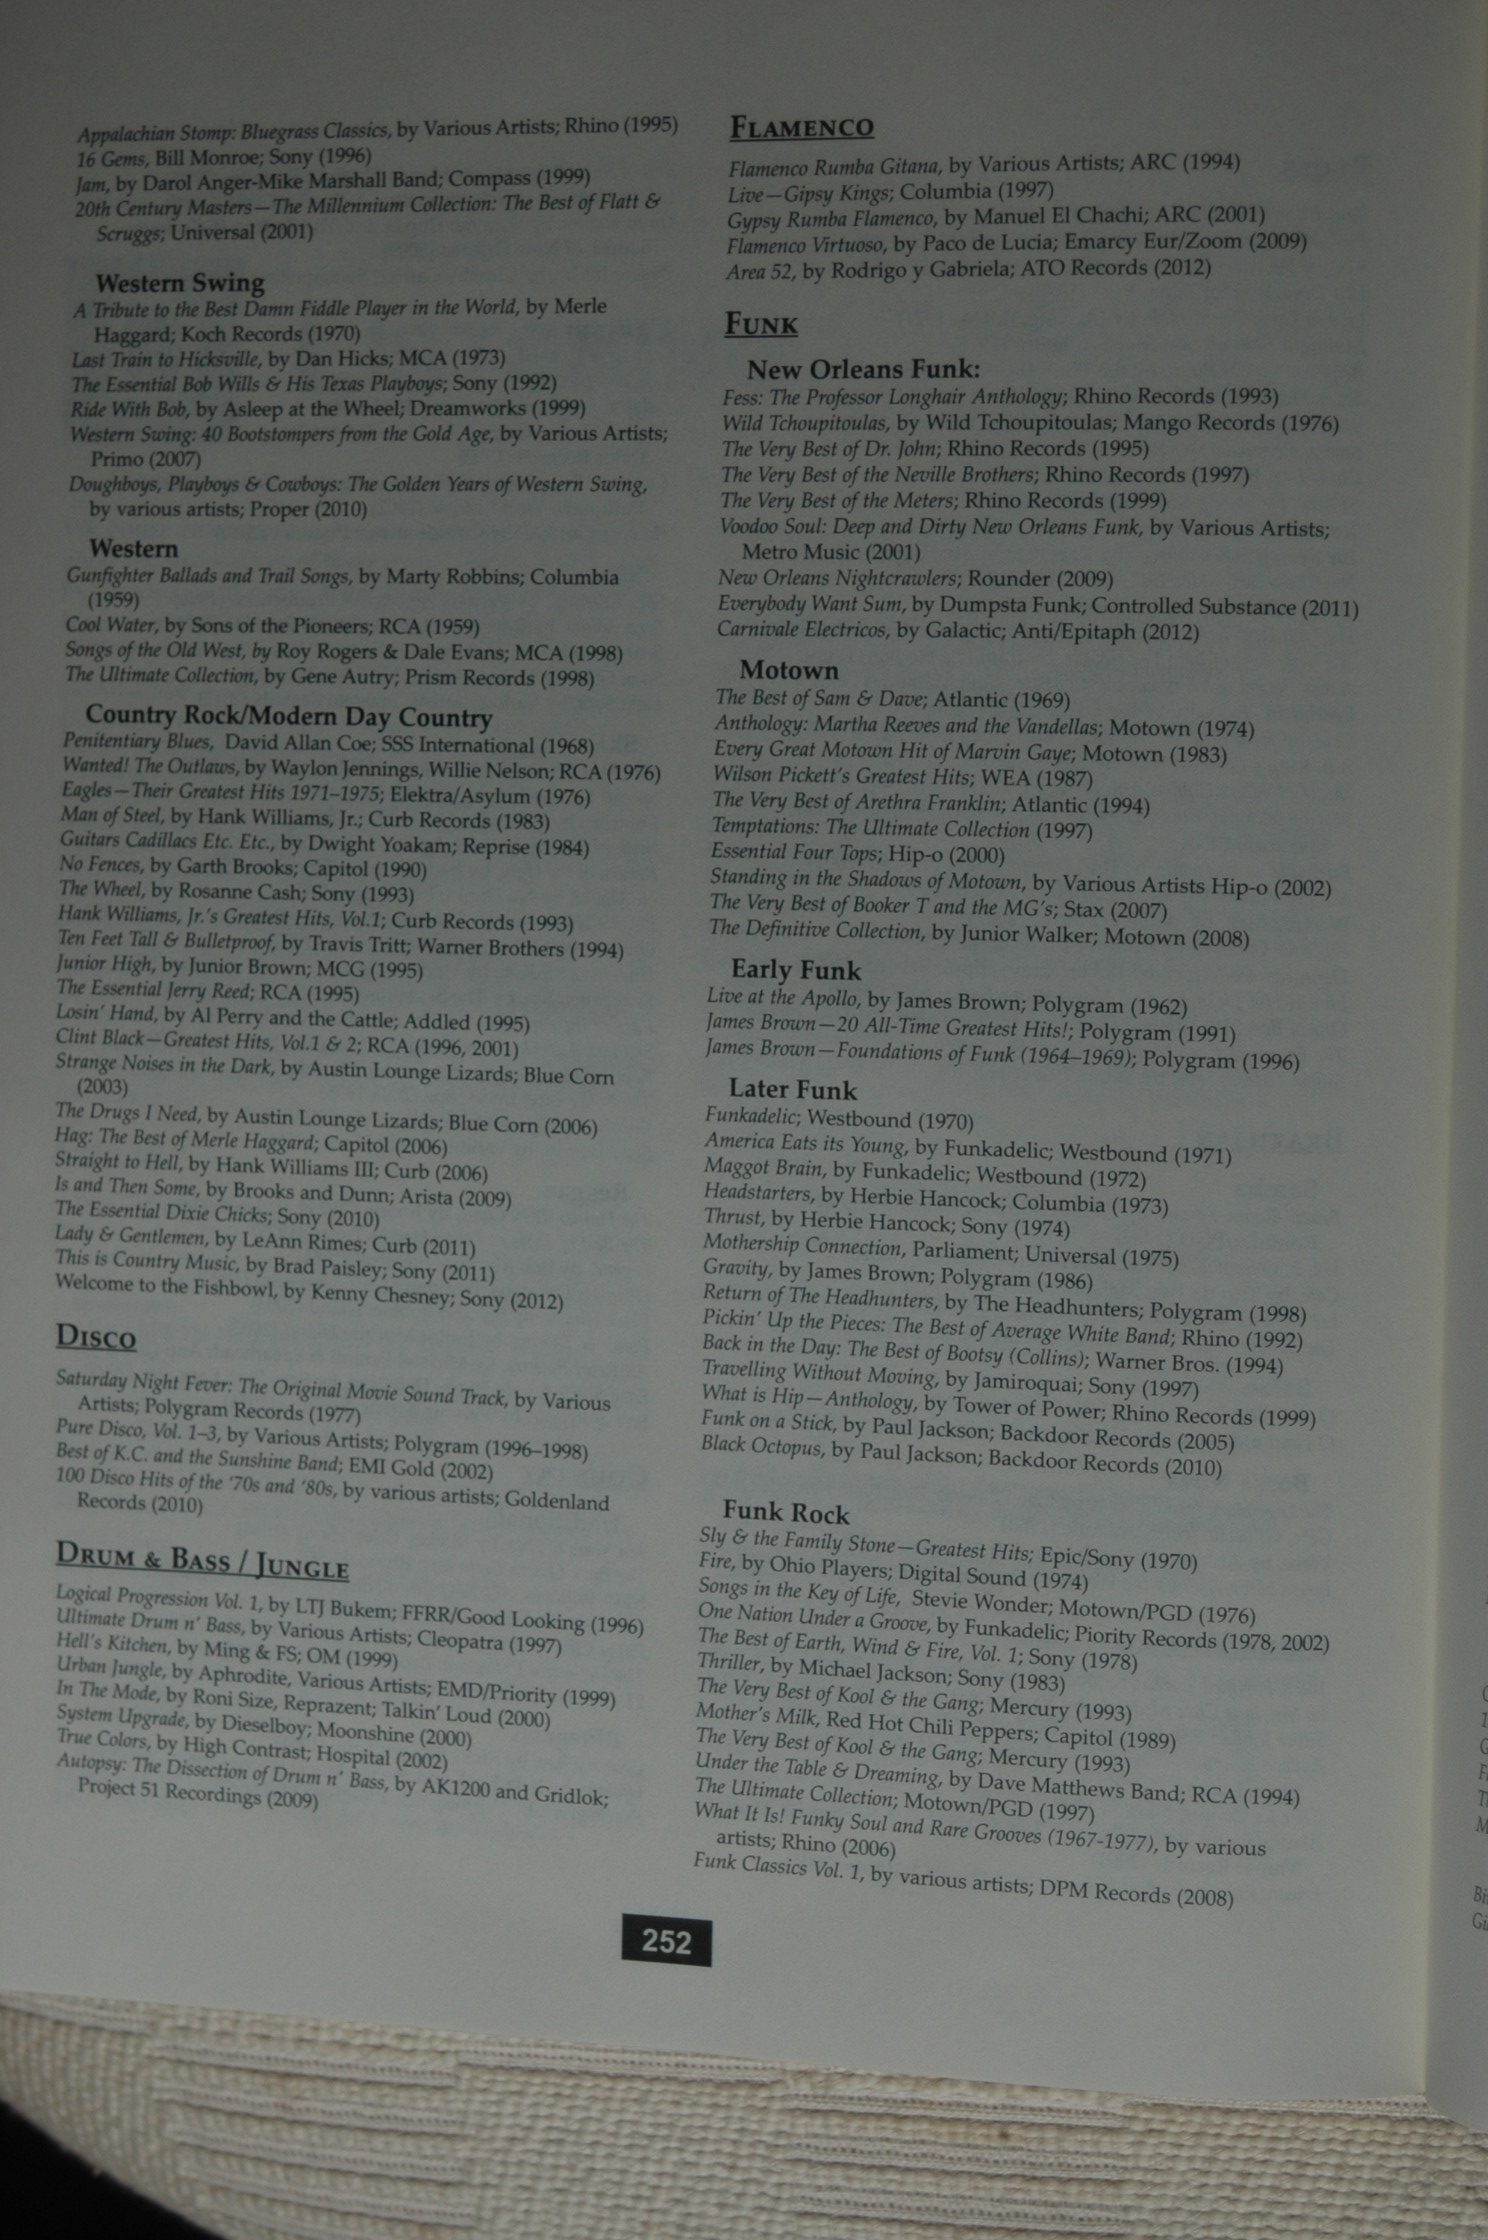 Appalachian Stomp: Bluegrass Classics, by Various Artists; Rhino (1995)
16 Gems, Bill Monroe; Sony (1996)
Jam, by Darol Anger-Mike Marshall Band; Compass (1999)
20th Century Masters—The Millennium Collection: The Best of Flatt &
Scruggs; Universal (2001)
Western Swing
A Tribute to the Best Damn Fiddle Player in the World, by Merle
Haggard; Koch Records (1970)
Last Train to Hicksville, by Dan Hicks; MCA (1973)
The Essential Bob Wills & His Texas Playboys; Sony (1992)
Ride With Bob, by Asleep at the Wheel; Dreamworks (1999)
Western Swing: 40 Bootstompers from the Gold Age, by Various Artists;
Primo (2007)
Doughboys, Playboys & Cowboys: The Golden Years of Western Swing,
by various artists; Proper (2010)
Western
Gunfighter Ballads and Trail Songs, by Marty Robbins; Columbia
(1959)
Cool Water, by Sons of the Pioneers; RCA (1959)
Songs of the Old West, by Roy Rogers & Dale Evans; MCA (1998)
The Ultimate Collection, by Gene Autry; Prism Records (1998)
Country Rock/Modern Day Country
Penitentiary Blues, David Allan Coe; SSS International (1968)
Wanted! The Outlaws, by Waylon Jennings, Willie Nelson; RCA (1976)
Eagles—Their Greatest Hits 1971–1975; Elektra/Asylum (1976)
Man of Steel, by Hank Williams, Jr.; Curb Records (1983)
Guitars Cadillacs Etc. Etc., by Dwight Yoakam; Reprise (1984)
No Fences, by Garth Brooks; Capitol (1990)
The Wheel, by Rosanne Cash; Sony (1993)
Hank Williams, Jr.'s Greatest Hits, Vol.1; Curb Records (1993)
Ten Feet Tall & Bulletproof, by Travis Tritt; Warner Brothers (1994)
Junior High, by Junior Brown; MCG (1995)
The Essential Jerry Reed; RCA (1995)
Losin' Hand, by Al Perry and the Cattle; Addled (1995)
Clint Black—Greatest Hits, Vol.1 & 2; RCA (1996, 2001)
Strange Noises in the Dark, by Austin Lounge Lizards; Blue Corn
(2003)
The Drugs I Need, by Austin Lounge Lizards; Blue Corn (2006)
Hag: The Best of Merle Haggard; Capitol (2006)
Straight to Hell, by Hank Williams III; Curb (2006)
Is and Then Some, by Brooks and Dunn; Arista (2009)
The Essential Dixie Chicks; Sony (2010)
Lady & Gentlemen, by LeAnn Rimes; Curb (2011)
This is Country Music, by Brad Paisley; Sony (2011)
Welcome to the Fishbowl, by Kenny Chesney; Sony (2012)
DISCO
Saturday Night Fever: The Original Movie Sound Track, by Various
Artists; Polygram Records (1977)
Pure Disco, Vol. 1–3, by Various Artists; Polygram (1996–1998)
Best of K.C. and the Sunshine Band; EMI Gold (2002)
100 Disco Hits of the '70s and '80s, by various artists; Goldenland
Records (2010)
DRUM & BASS / JUNGLE
Logical Progression Vol. 1, by LTJ Bukem; FFRR/Good Looking (1996)
Ultimate Drum n' Bass, by Various Artists; Cleopatra (1997)
Hell's Kitchen, by Ming & FS; OM (1999)
Urban Jungle, by Aphrodite, Various Artists; EMD/Priority (1999)
In The Mode, by Roni Size, Reprazent; Talkin' Loud (2000)
System Upgrade, by Dieselboy; Moonshine (2000)
True Colors, by High Contrast; Hospital (2002)
Autopsy: The Dissection of Drum n' Bass, by AK1200 and Gridlok;
Project 51 Recordings (2009)
FLAMENCO
Flamenco Rumba Gitana, by Various Artists; ARC (1994)
Live—Gipsy Kings; Columbia (1997)
Gypsy Rumba Flamenco, by Manuel El Chachi; ARC (2001)
Flamenco Virtuoso, by Paco de Lucia; Emarcy Eur/Zoom (2009)
Area 52, by Rodrigo y Gabriela; ATO Records (2012)
FUNK
New Orleans Funk:
Fess: The Professor Longhair Anthology; Rhino Records (1993)
Wild Tchoupitoulas, by Wild Tchoupitoulas; Mango Records (1976)
The Very Best of Dr. John; Rhino Records (1995)
The Very Best of the Neville Brothers; Rhino Records (1997)
The Very Best of the Meters; Rhino Records (1999)
Voodoo Soul: Deep and Dirty New Orleans Funk, by Various Artists;
Metro Music (2001)
New Orleans Nightcrawlers; Rounder (2009)
Everybody Want Sum, by Dumpsta Funk; Controlled Substance (2011)
Carnivale Electricos, by Galactic; Anti/Epitaph (2012)
Motown
The Best of Sam & Dave; Atlantic (1969)
Anthology: Martha Reeves and the Vandellas; Motown (1974)
Every Great Motown Hit of Marvin Gaye; Motown (1983)
Wilson Pickett's Greatest Hits; WEA (1987)
The Very Best of Arethra Franklin; Atlantic (1994)
Temptations: The Ultimate Collection (1997)
Essential Four Tops; Hip-o (2000)
Standing in the Shadows of Motown, by Various Artists Hip-o (2002)
The Very Best of Booker T and the MG's; Stax (2007)
The Definitive Collection, by Junior Walker; Motown (2008)
Early Funk
Live at the Apollo, by James Brown; Polygram (1962)
James Brown—20 All-Time Greatest Hits!; Polygram (1991)
James Brown—Foundations of Funk (1964–1969); Polygram (1996)
Later Funk
Funkadelic; Westbound (1970)
America Eats its Young, by Funkadelic; Westbound (1971)
Maggot Brain, by Funkadelic; Westbound (1972)
Headstarters, by Herbie Hancock; Columbia (1973)
Thrust, by Herbie Hancock; Sony (1974)
Mothership Connection, Parliament; Universal (1975)
Gravity, by James Brown; Polygram (1986)
Return of The Headhunters, by The Headhunters; Polygram (1998)
Pickin' Up the Pieces: The Best of Average White Band; Rhino (1992)
Back in the Day: The Best of Bootsy (Collins); Warner Bros. (1994)
Travelling Without Moving, by Jamiroquai; Sony (1997)
What is Hip—Anthology, by Tower of Power; Rhino Records (1999)
Funk on a Stick, by Paul Jackson; Backdoor Records (2005)
Black Octopus, by Paul Jackson; Backdoor Records (2010)
Funk Rock
Sly & the Family Stone—Greatest Hits; Epic/Sony (1970)
Fire, by Ohio Players; Digital Sound (1974)
Songs in the Key of Life, Stevie Wonder; Motown/PGD (1976)
One Nation Under a Groove, by Funkadelic; Piority Records (1978, 2002)
The Best of Earth, Wind & Fire, Vol. 1; Sony (1978)
Thriller, by Michael Jackson; Sony (1983)
The Very Best of Kool & the Gang; Mercury (1993)
Mother's Milk, Red Hot Chili Peppers; Capitol (1989)
The Very Best of Kool & the Gang; Mercury (1993)
Under the Table & Dreaming, by Dave Matthews Band; RCA (1994)
The Ultimate Collection; Motown/PGD (1997)
What It Is! Funky Soul and Rare Grooves (1967-1977), by various
artists; Rhino (2006)
Funk Classics Vol. 1, by various artists; DPM Records (2008)
252